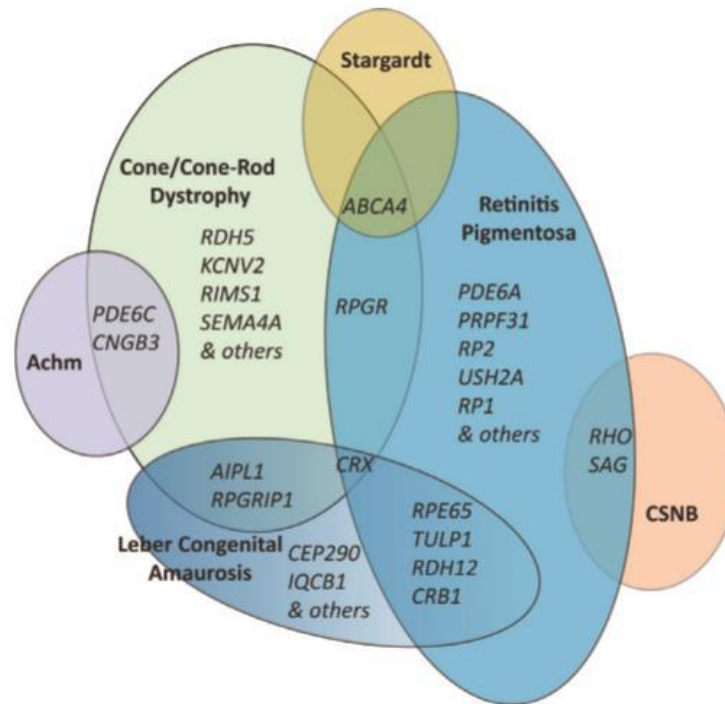 Stargardt
Cone/Cone-Rod
Dystrophy
ABCA4
Retinitis
Pigmentosa
RDH5
KCNV2
RIMS1
SEMA4A
& others
RPGR
PDE6A
PRPF31
RP2
USH2A
RP1
& others
PDE6C
CNGB3
Achm
RHO
SAG
CSNB
AIPL1
RPGRIP1
CRX
Leber Congenital
Amaurosis
CEP290
IQCB1
& others
RPE65
TULP1
RDH12
CRB1